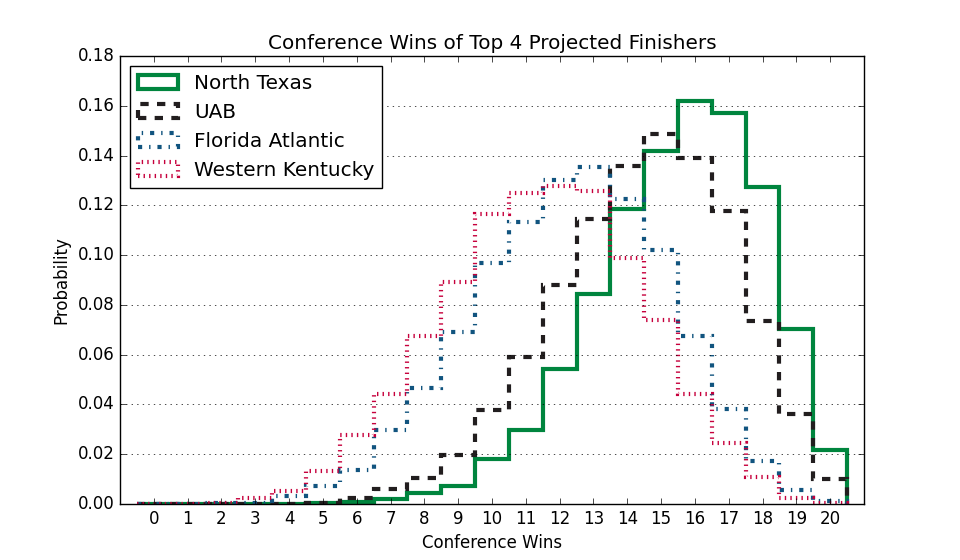 Conference Wins of Top 4 Projected Finishers
0.18
0.16
0.14
0.12
0.10
0.08
0.06
0.04
0.02
0.00
Probability
North Texas
UAB
Florida Atlantic
Western Kentucky
0 1 2 3 4 5 6 7 8 9 10 11 12 13 14 15 16 17 18 19 20
Conference Wins